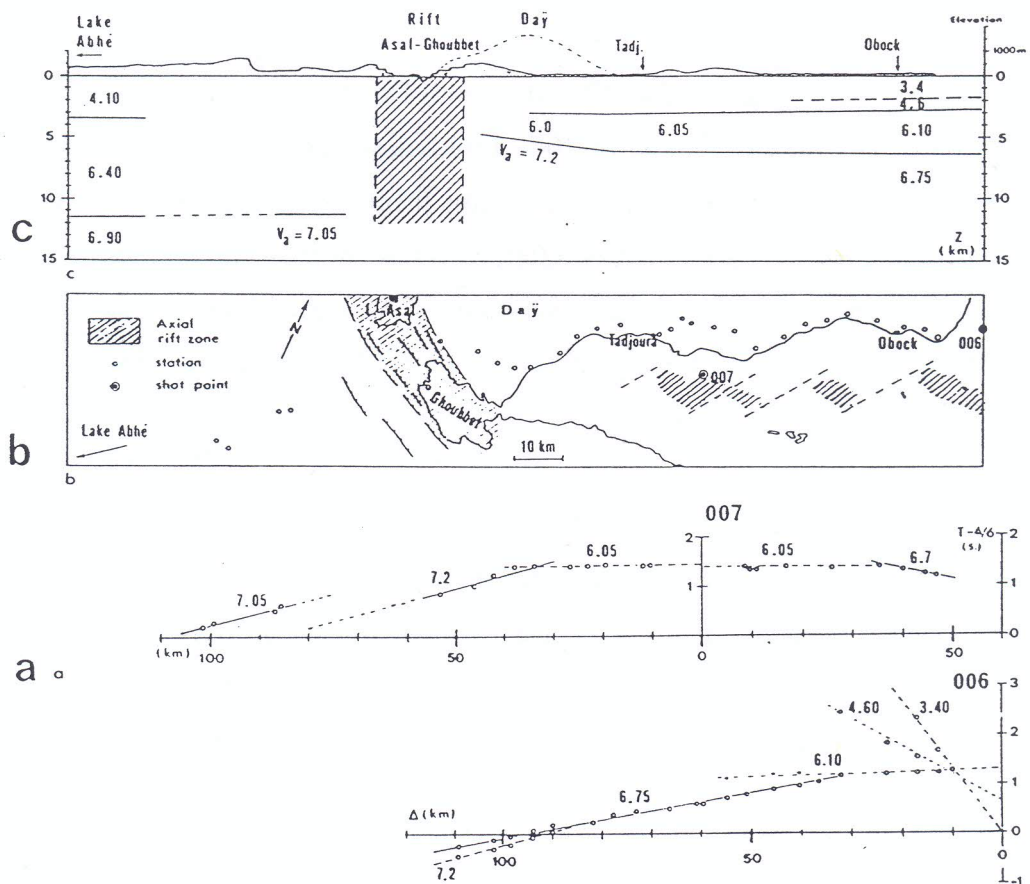 Lake
Abhé
Rift
Asal-Ghoubbet
Daÿ
Tadj.
Obock
Elevation
1000m
0
0
4.10
3.4
4.6
5
6.0
6.05
6.10
5
Va = 7.2
6.40
6.75
10
10
6.90
Va = 7.05
Z
(km)
15
15
c
c
Axial
rift zone
station
shot point
N
L. Asal
Daÿ
Tadjoura
Obock
006
007
Ghoubbet
Lake Abhé
10 km
b
b
007
T-Δ/6
(s.)
2
2
6.05
6.05
6.7
7.2
1
1
7.05
0
(km)
100
50
0
50
a
a
006
3
4.60
3.40
2
6.10
6.75
1
Δ(km)
0
7.2
100
50
0
-1